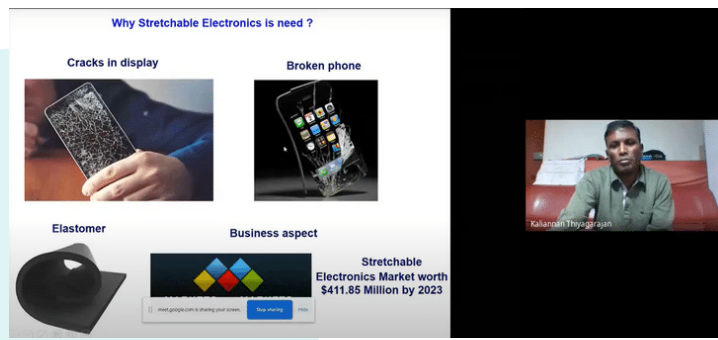 Why Stretchable Electronics is need ?
Cracks in display
Broken phone
Elastomer
Business aspect
Stretchable
Electronics Market worth
$411.85 Million by 2023
meet.google.com is sharing your screen.
Stop sharing
Hide
Kaliannan Thiyagarajan